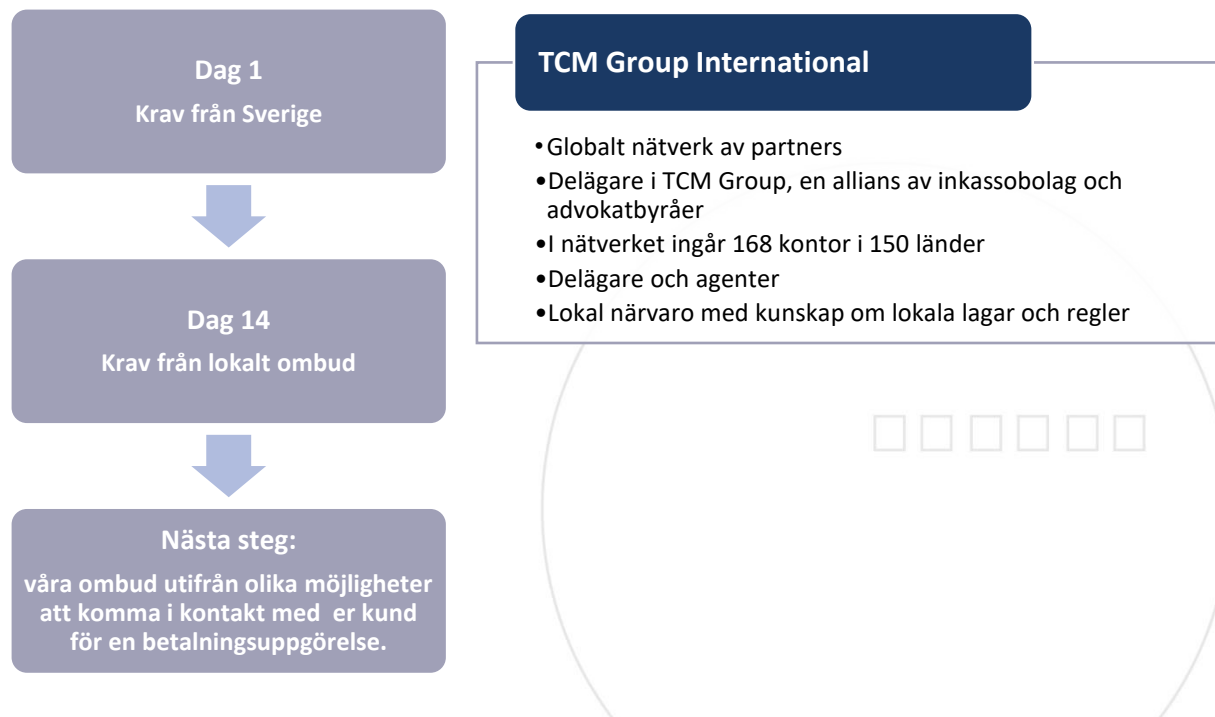 Dag 1
Krav från Sverige
Dag 14
Krav från lokalt ombud
Nästa steg:
våra ombud utifrån olika möjligheter
att komma i kontakt med  er kund
för en betalningsuppgörelse.
TCM Group International
•Globalt nätverk av partners
•Delägare i TCM Group, en allians av inkassobolag och
advokatbyråer
•I nätverket ingår 168 kontor i 150 länder
•Delägare och agenter
•Lokal närvaro med kunskap om lokala lagar och regler